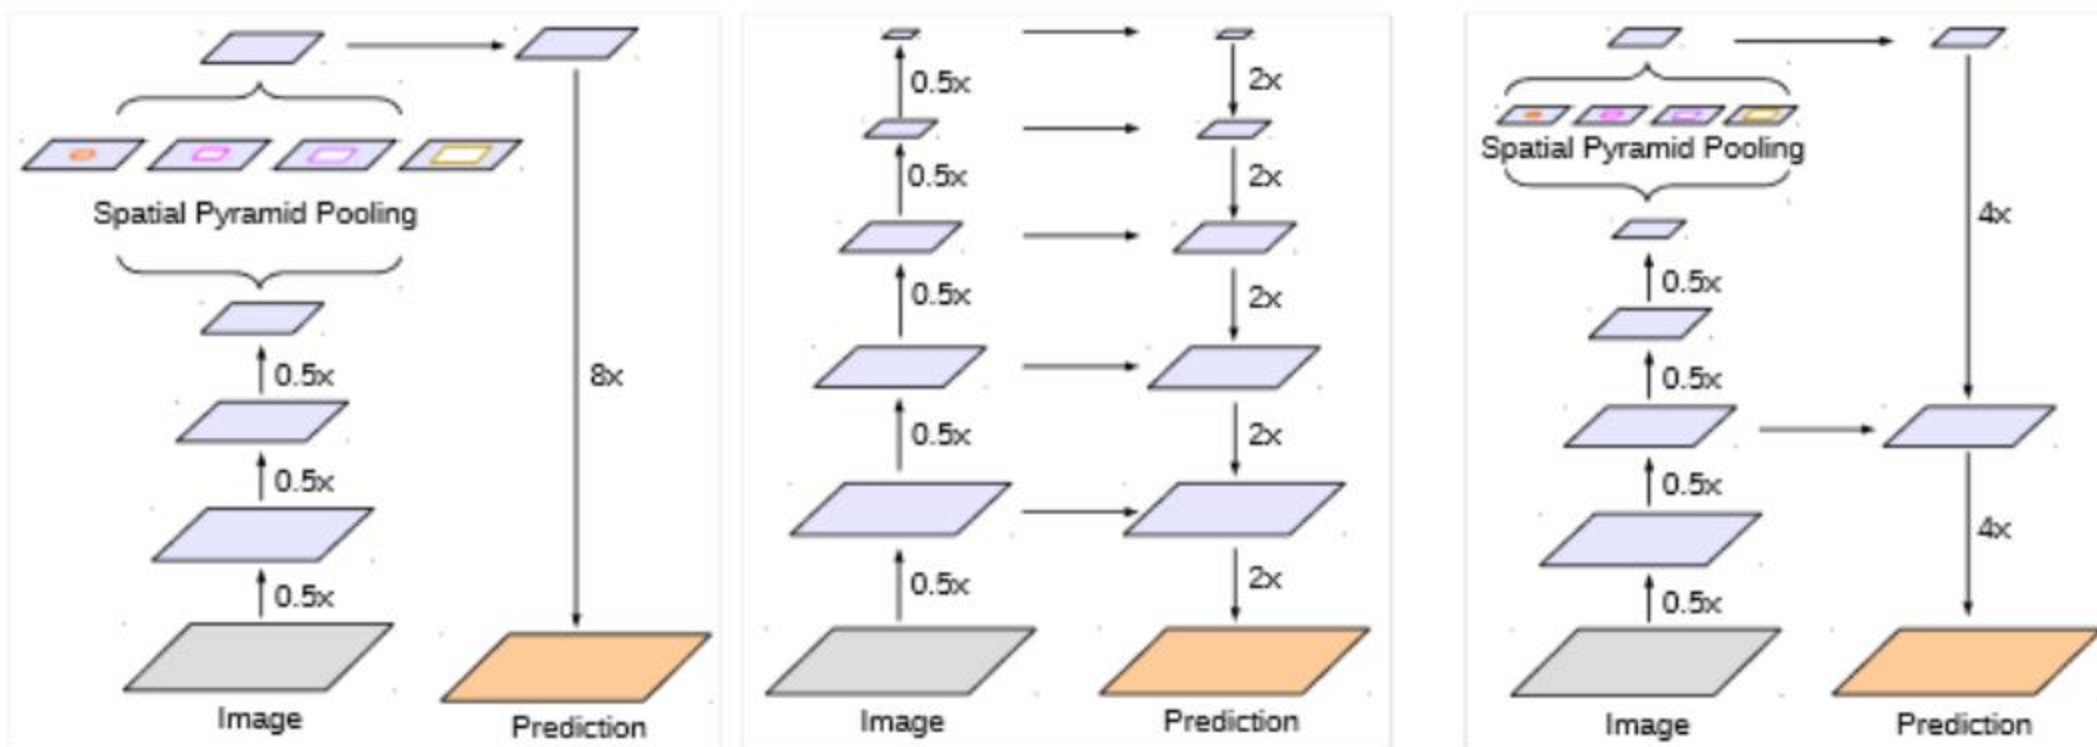 Spatial Pyramid Pooling
0.5x
0.5x
0.5x
8x
Image
Prediction
0.5x
0.5x
0.5x
0.5x
0.5x
2x
2x
2x
2x
2x
Image
Prediction
Spatial Pyramid Pooling
0.5x
0.5x
0.5x
0.5x
4x
4x
Image
Prediction